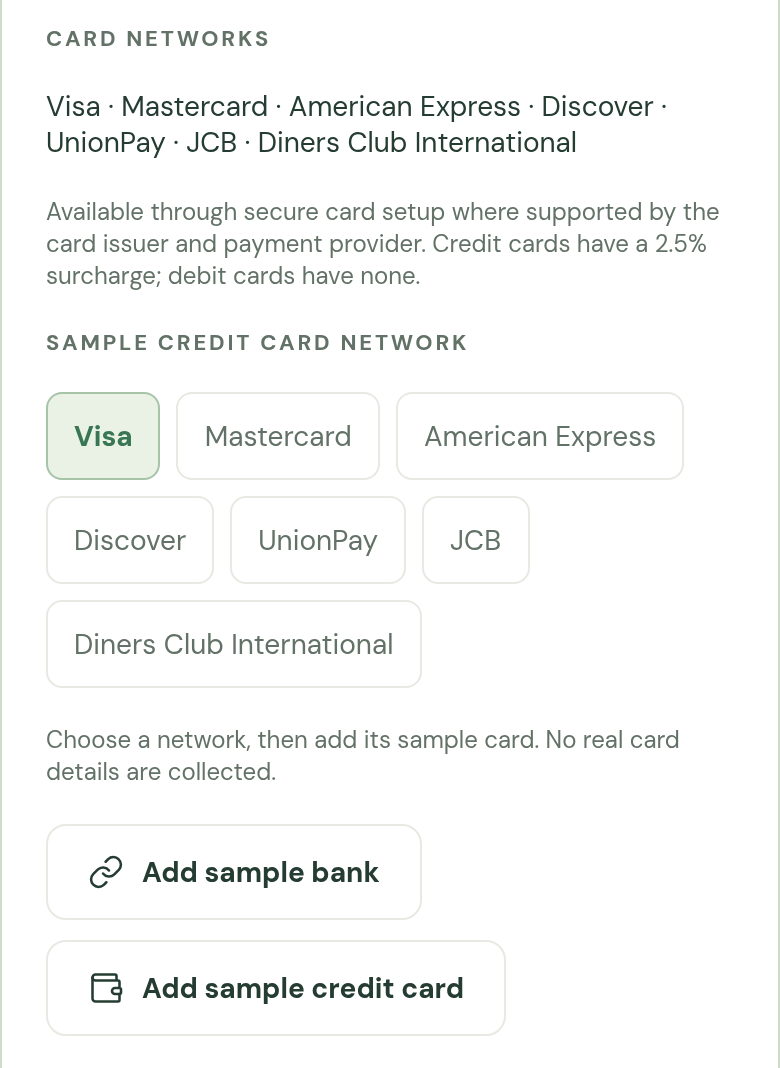 CARD NETWORKS
Visa · Mastercard · American Express · Discover ·
UnionPay · JCB · Diners Club International
Available through secure card setup where supported by the
card issuer and payment provider. Credit cards have a 2.5%
surcharge; debit cards have none.
SAMPLE CREDIT CARD NETWORK
Visa
Mastercard
American Express
Discover
UnionPay
JCB
Diners Club International
Choose a network, then add its sample card. No real card
details are collected.
Add sample bank
Add sample credit card